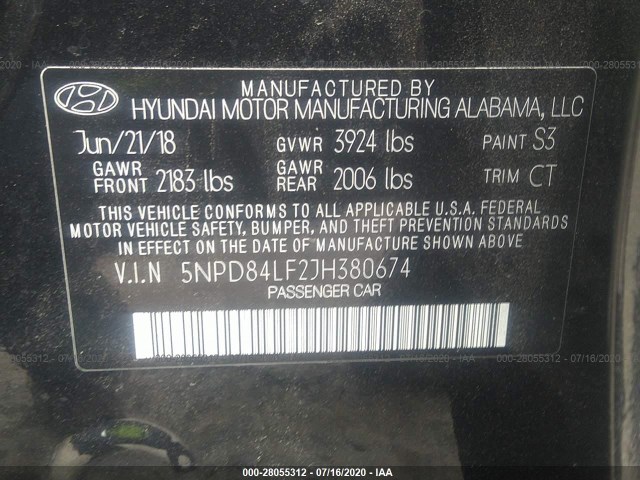 MANUFACTURED BY
HYUNDAI MOTOR MANUFACTURING ALABAMA, LLC
Jun/21/18 GVWR 3924 lbs PAINT S3
GAWR FRONT 2183 lbs GAWR REAR 2006 lbs TRIM CT
THIS VEHICLE CONFORMS TO ALL APPLICABLE U.S.A. FEDERAL
MOTOR VEHICLE SAFETY, BUMPER, AND THEFT PREVENTION STANDARDS
IN EFFECT ON THE DATE OF MANUFACTURE SHOWN ABOVE.
V.I.N 5NPD84LF2JH380674
PASSENGER CAR
000-28055312 - 07/16/2020 - IAA